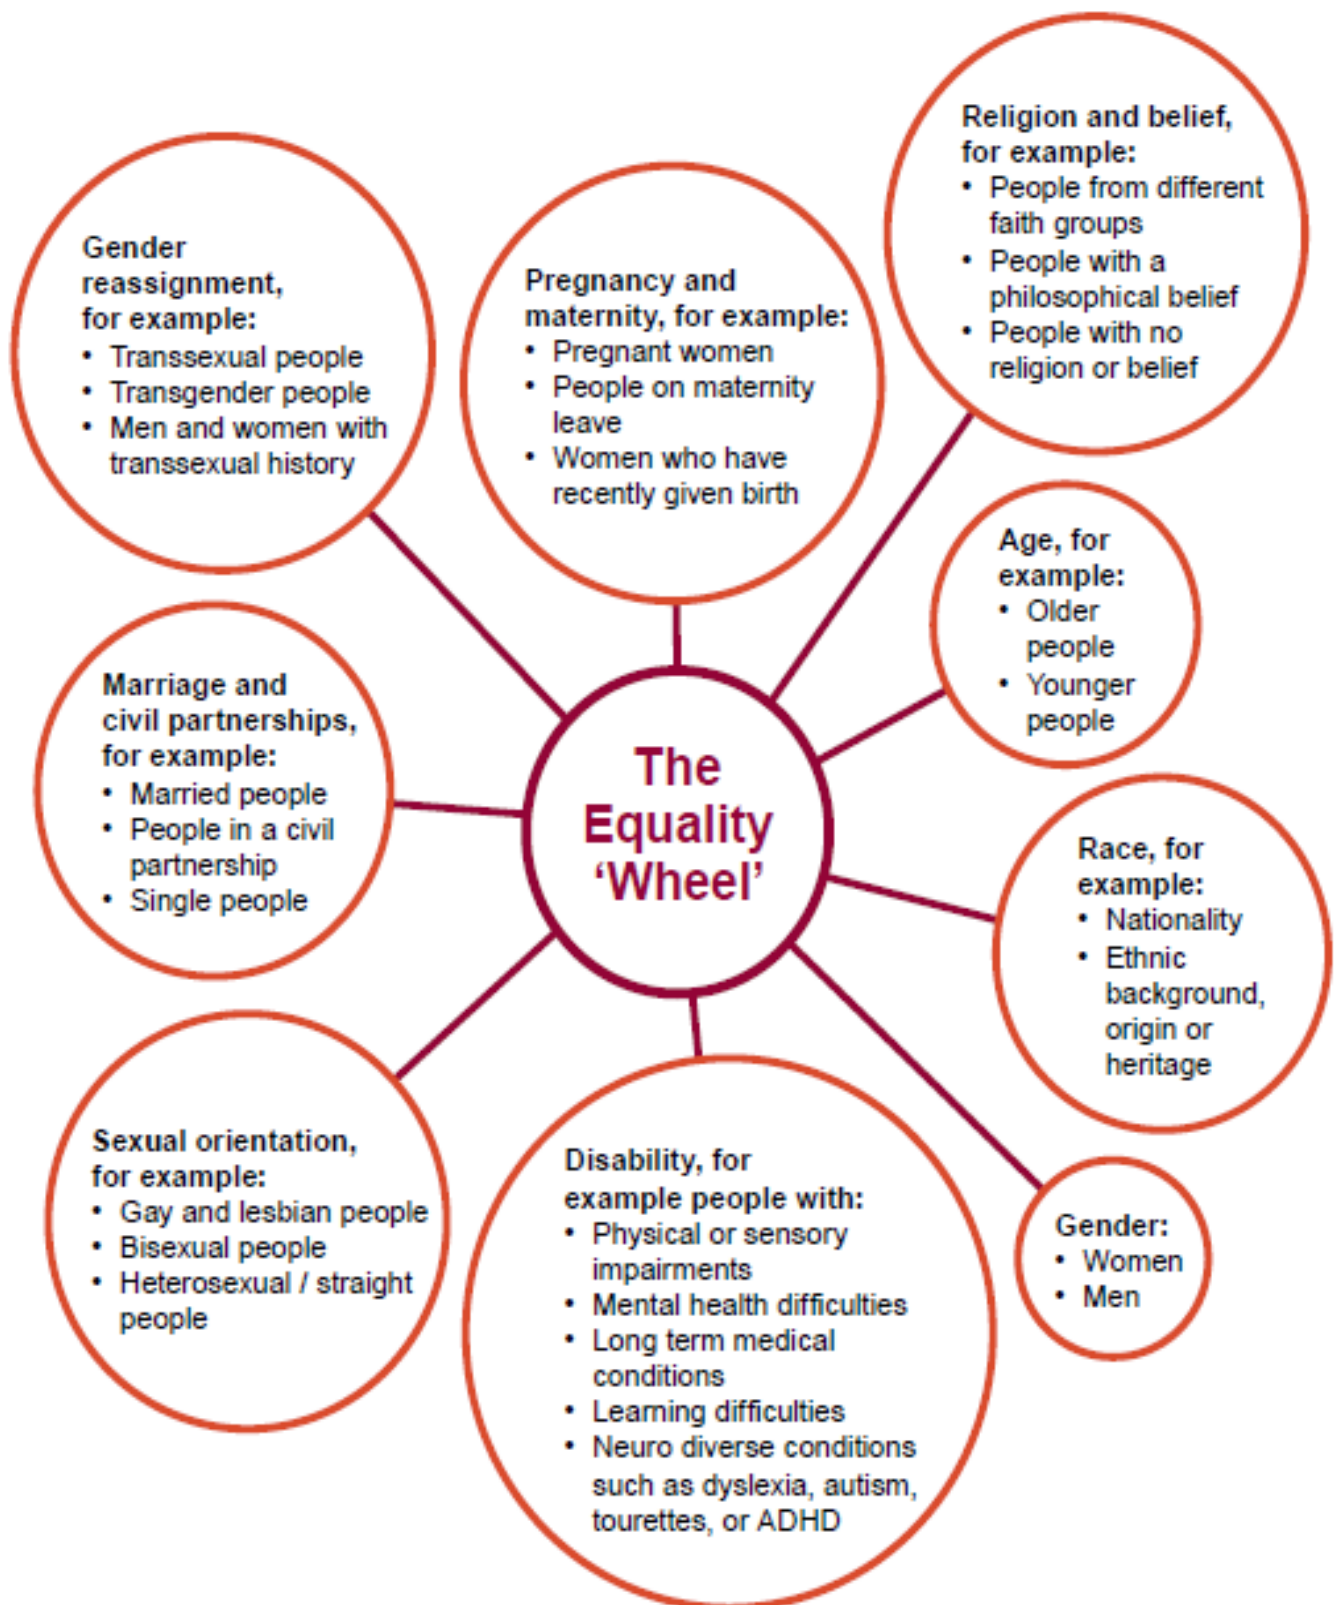 Religion and belief,
for example:
• People from different
faith groups
• People with a
philosophical belief
• People with no
religion or belief
Gender
reassignment,
for example:
• Transsexual people
• Transgender people
• Men and women with
transsexual history
Pregnancy and
maternity, for example:
• Pregnant women
• People on maternity
leave
• Women who have
recently given birth
Age, for
example:
• Older
people
• Younger
people
Marriage and
civil partnerships,
for example:
• Married people
• People in a civil
partnership
• Single people
The
Equality
‘Wheel’
Race, for
example:
• Nationality
• Ethnic
background,
origin or
heritage
Sexual orientation,
for example:
• Gay and lesbian people
• Bisexual people
• Heterosexual / straight
people
Disability, for
example people with:
• Physical or sensory
impairments
• Mental health difficulties
• Long term medical
conditions
• Learning difficulties
• Neuro diverse conditions
such as dyslexia, autism,
tourettes, or ADHD
Gender:
• Women
• Men